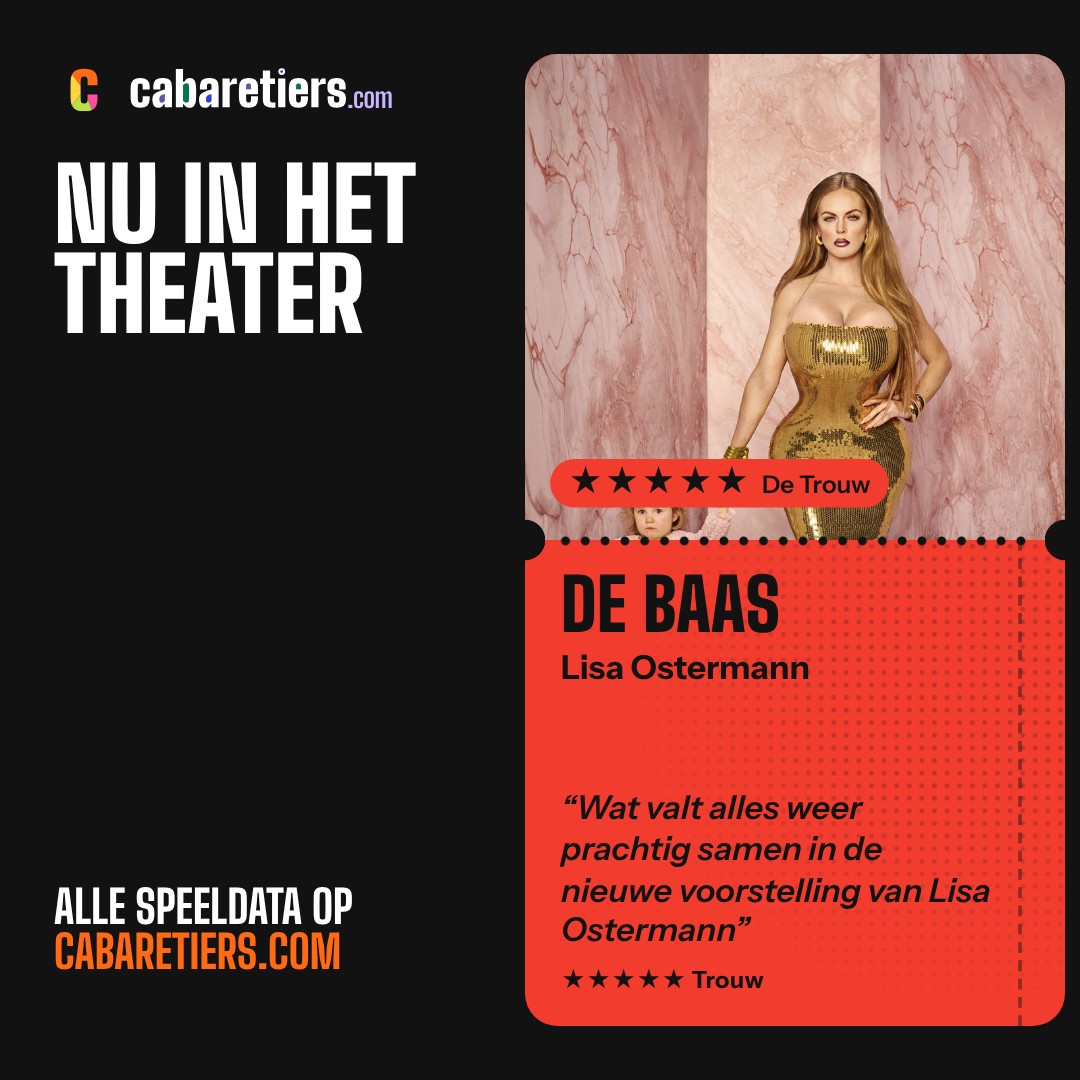 cabaretiers.com
NU IN HET
THEATER
★★★★★ De Trouw
DE BAAS
Lisa Ostermann
“Wat valt alles weer
prachtig samen in de
nieuwe voorstelling van Lisa
Ostermann”
★★★★★ Trouw
ALLE SPEELDATA OP
CABARETIERS.COM